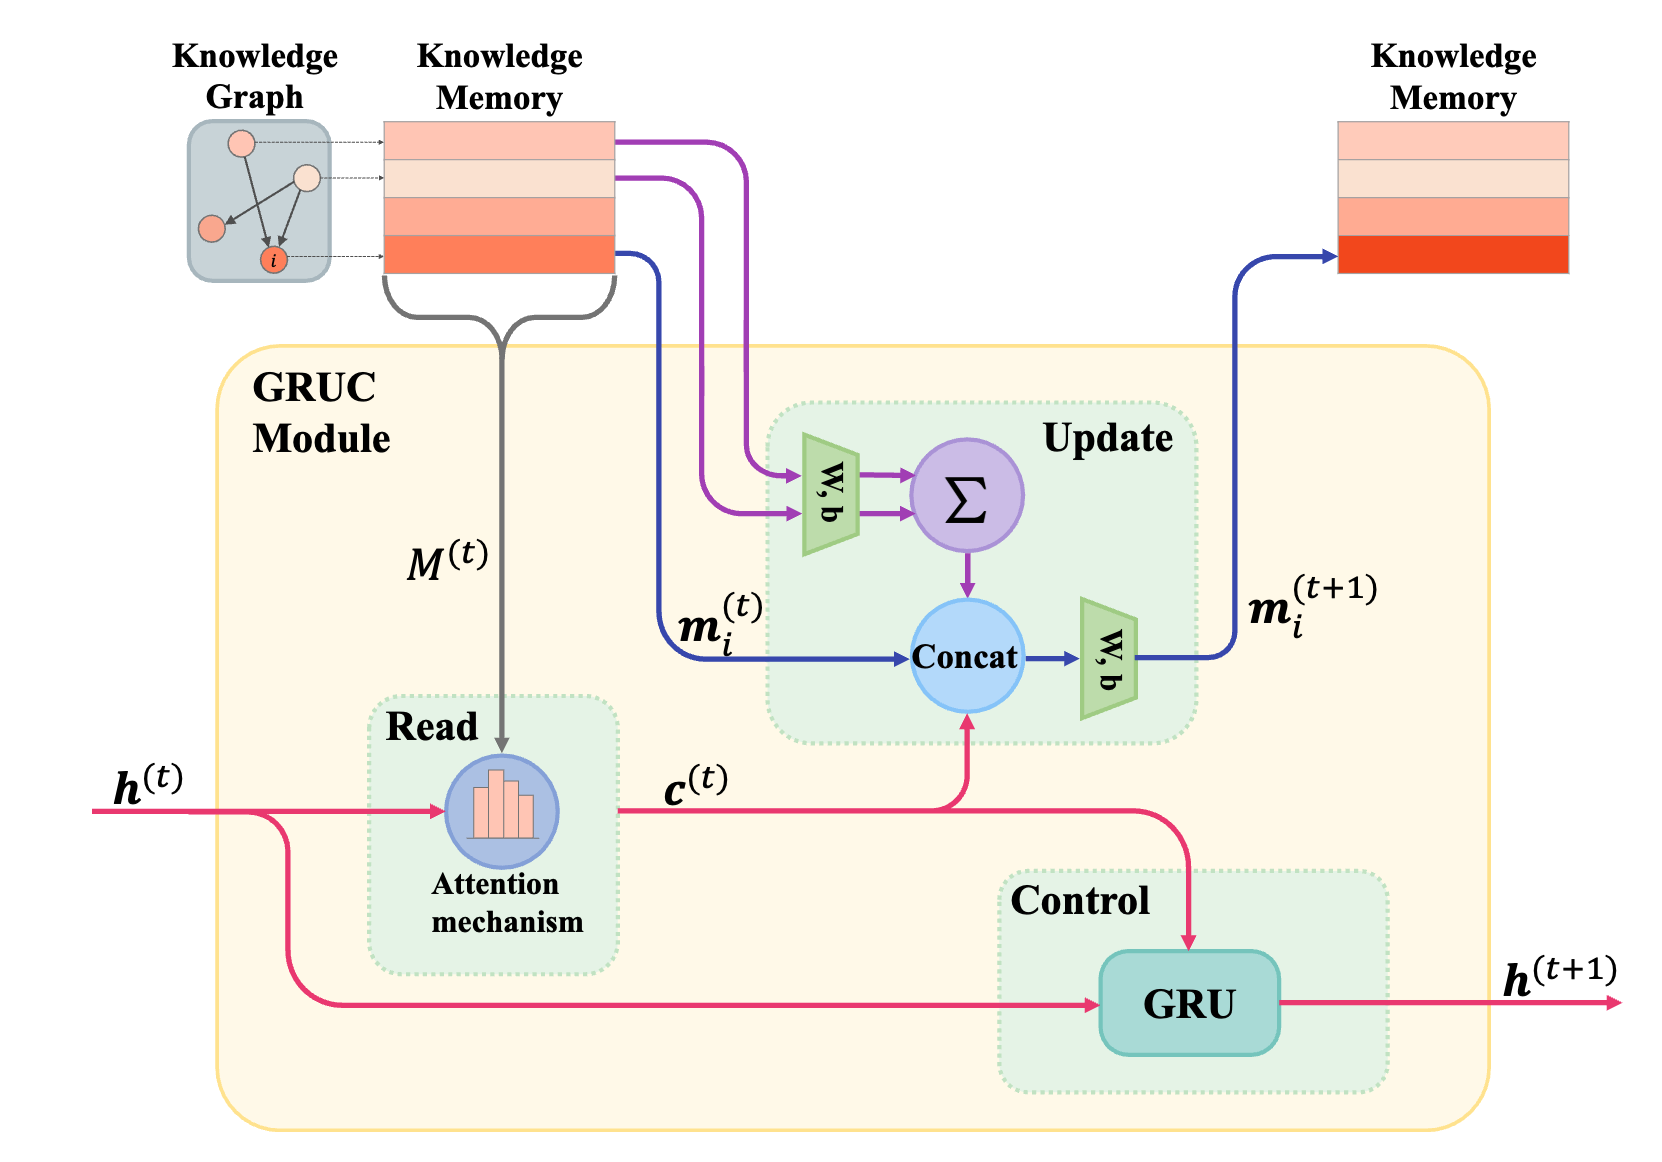 Knowledge
Graph
Knowledge
Memory
Knowledge
Memory
i
GRUC
Module
Update
W, b
Σ
M^{(t)}
m_i^{(t)}
Concat
W, b
m_i^{(t+1)}
Read
h^{(t)}
c^{(t)}
Attention
mechanism
Control
GRU
h^{(t+1)}